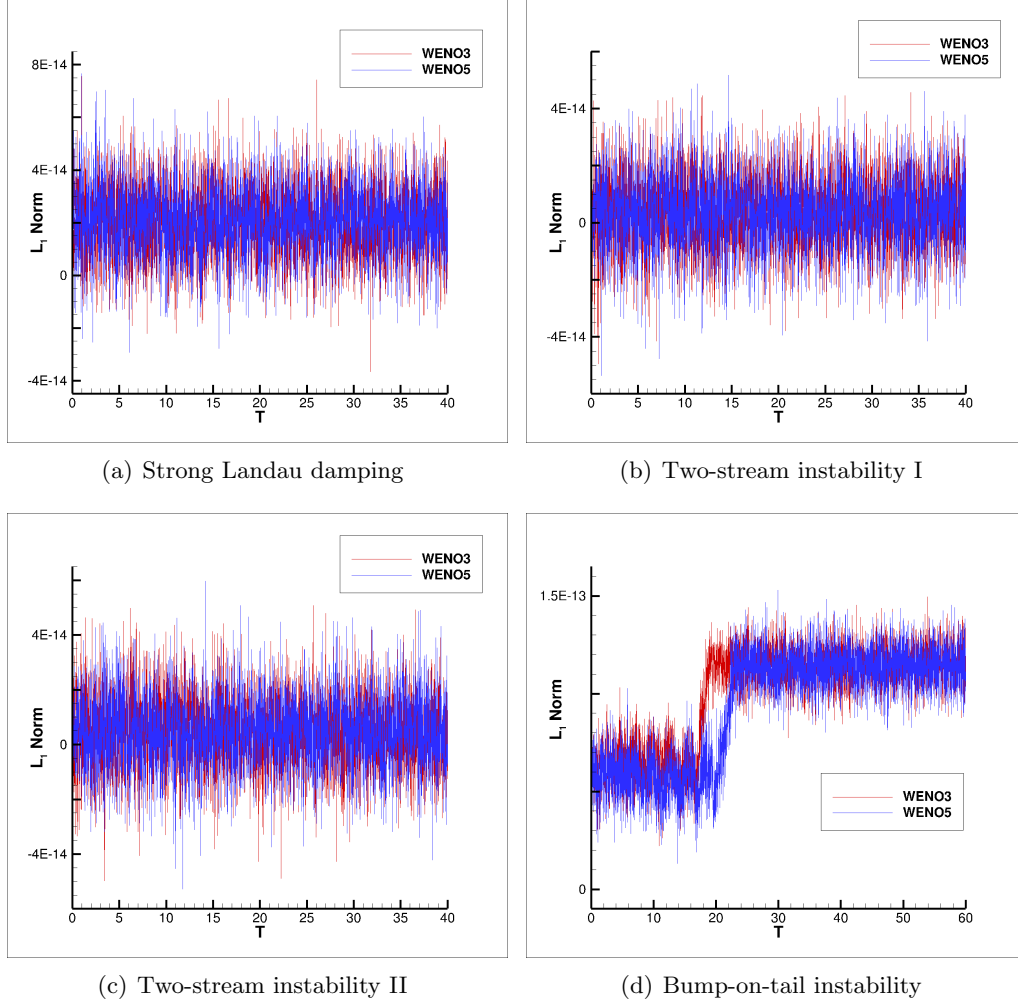 WENO3
WENO5
8E-14
4E-14
0
-4E-14
L₁ Norm
0 5 10 15 20 25 30 35 40
T
(a) Strong Landau damping
WENO3
WENO5
4E-14
0
-4E-14
L₁ Norm
0 5 10 15 20 25 30 35 40
T
(b) Two-stream instability I
WENO3
WENO5
4E-14
0
-4E-14
L₁ Norm
0 5 10 15 20 25 30 35 40
T
(c) Two-stream instability II
1.5E-13
0
L₁ Norm
WENO3
WENO5
0 10 20 30 40 50 60
T
(d) Bump-on-tail instability